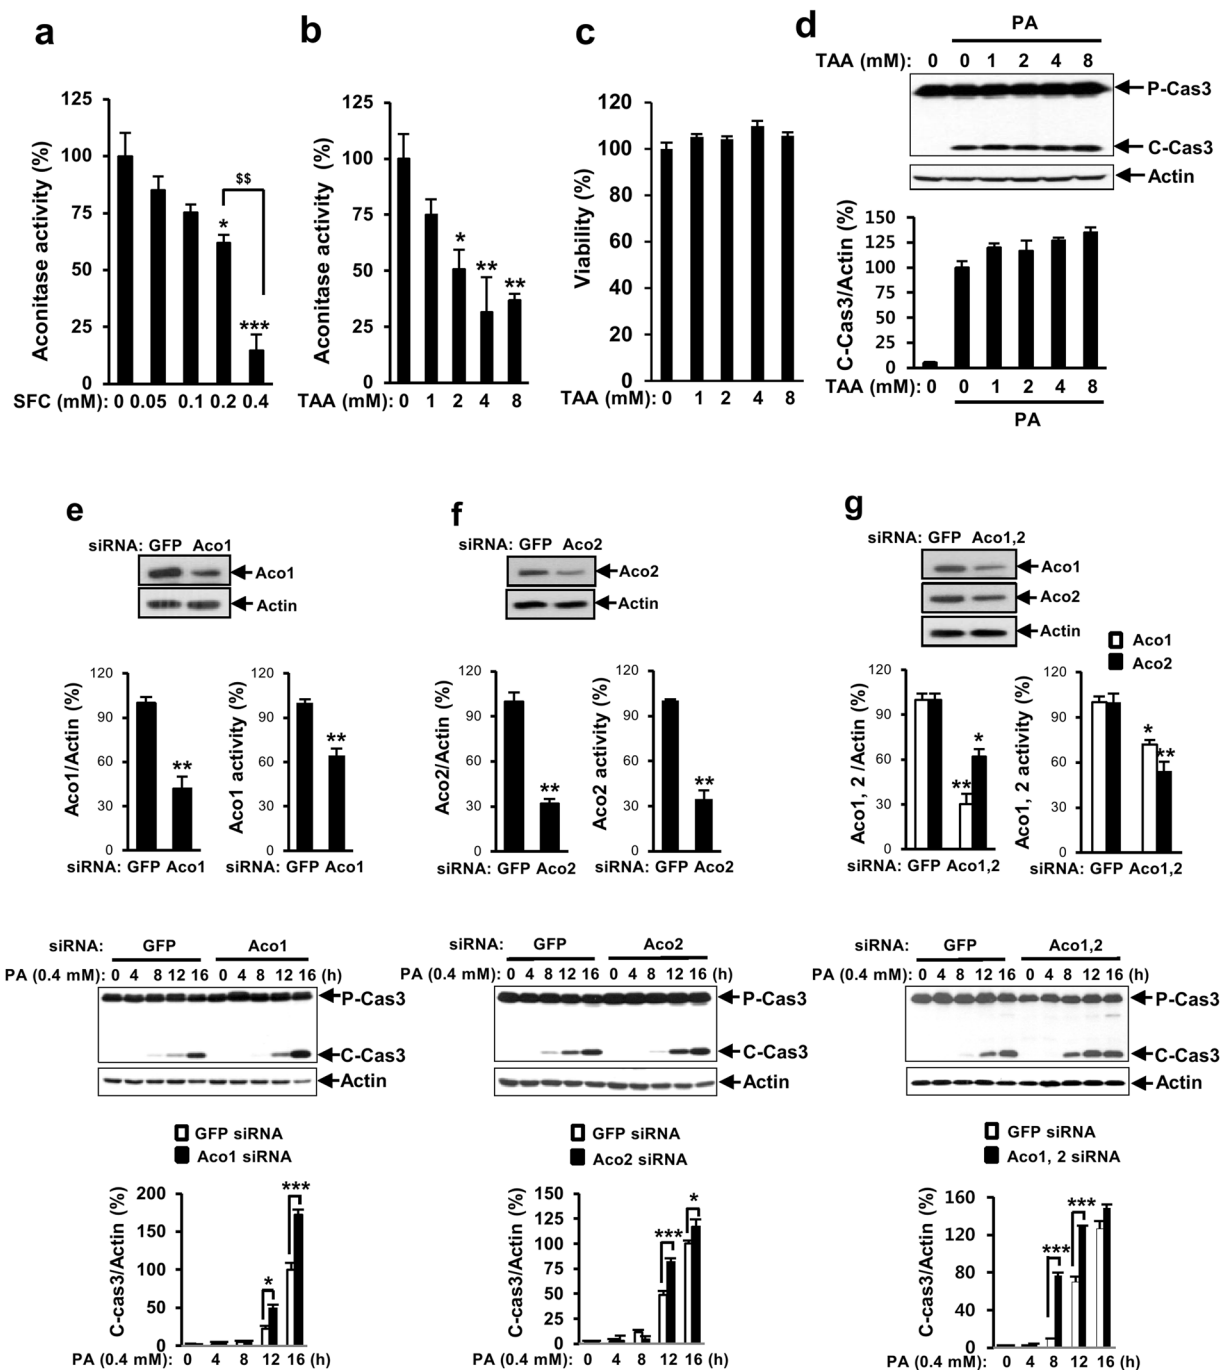 a
Aconitase activity (%)
125
100
75
50
25
0
$$
*
***
SFC (mM): 0 0.05 0.1 0.2 0.4
b
Aconitase activity (%)
125
100
75
50
25
0
*
**
**
TAA (mM): 0 1 2 4 8
c
Viability (%)
120
100
80
60
40
20
0
TAA (mM): 0 1 2 4 8
d
PA
TAA (mM): 0 0 1 2 4 8
P-Cas3
C-Cas3
Actin
C-Cas3/Actin (%)
150
125
100
75
50
25
0
TAA (mM): 0 0 1 2 4 8
PA
e
siRNA: GFP Aco1
Aco1
Actin
Aco1/Actin (%)
120
90
60
30
0
**
siRNA: GFP Aco1
Aco1 activity (%)
120
90
60
30
0
**
siRNA: GFP Aco1
siRNA: GFP Aco1
PA (0.4 mM): 0 4 8 12 16 0 4 8 12 16 (h)
P-Cas3
C-Cas3
Actin
GFP siRNA
Aco1 siRNA
C-cas3/Actin (%)
200
150
100
50
0
*
***
PA (0.4 mM): 0 4 8 12 16 (h)
f
siRNA: GFP Aco2
Aco2
Actin
Aco2/Actin (%)
120
90
60
30
0
**
siRNA: GFP Aco2
Aco2 activity (%)
120
90
60
30
0
**
siRNA: GFP Aco2
siRNA: GFP Aco2
PA (0.4 mM): 0 4 8 12 16 0 4 8 12 16 (h)
P-Cas3
C-Cas3
Actin
GFP siRNA
Aco2 siRNA
C-cas3/Actin (%)
150
125
100
75
50
25
0
***
*
PA (0.4 mM): 0 4 8 12 16 (h)
g
siRNA: GFP Aco1,2
Aco1
Aco2
Actin
Aco1
Aco2
Aco1, 2 /Actin (%)
120
90
60
30
0
**
*
siRNA: GFP Aco1,2
Aco1, 2 activity (%)
120
90
60
30
0
*
**
GFP Aco1,2
siRNA: GFP Aco1,2
PA (0.4 mM): 0 4 8 12 16 0 4 8 12 16 (h)
P-Cas3
C-Cas3
Actin
GFP siRNA
Aco1, 2 siRNA
C-cas3/Actin (%)
160
120
80
40
0
***
***
PA (0.4 mM): 0 4 8 12 16 (h)